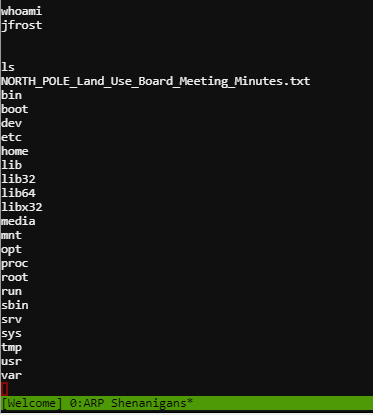 whoami
jfrost
ls
NORTH_POLE_Land_Use_Board_Meeting_Minutes.txt
bin
boot
dev
etc
home
lib
lib32
lib64
libx32
media
mnt
opt
proc
root
run
sbin
srv
sys
tmp
usr
var
[Welcome] 0:ARP Shenanigans*